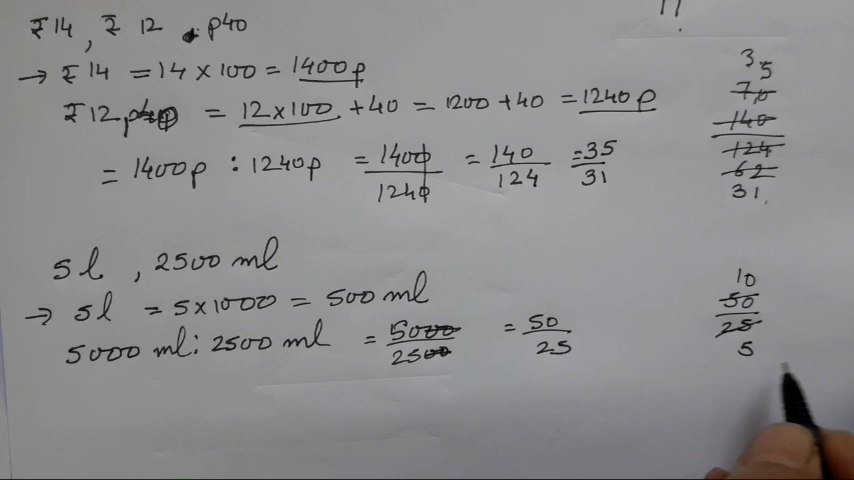 ₹14, ₹ 12 . p40
→ ₹14 = 14 × 100 = 1400p
₹12, p40 = 12×100 + 40 = 1200 + 40 = 1240p
= 1400p : 1240p = 1400/1240 = 140/124 = 35/31
35
70
140
124
62
31.
5l, 2500 ml
→ 5l = 5×1000 = 500 ml
5000 ml : 2500 ml = 5000/2500 = 50/25
10
50
25
5